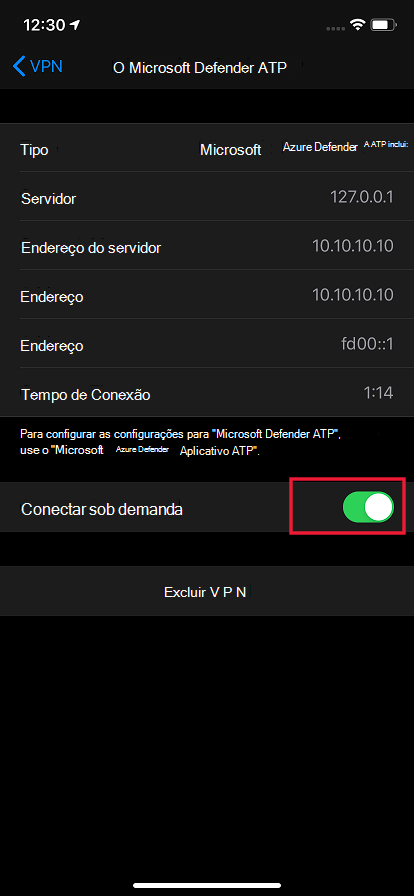 12:30
VPN O Microsoft Defender ATP
Tipo Microsoft Azure Defender A ATP inclui:
Servidor 127.0.0.1
Endereço do servidor 10.10.10.10
Endereço 10.10.10.10
Endereço fd00::1
Tempo de Conexão 1:14
Para configurar as configurações para "Microsoft Defender ATP",
use o "Microsoft Azure Defender Aplicativo ATP".
Conectar sob demanda
Excluir V P N